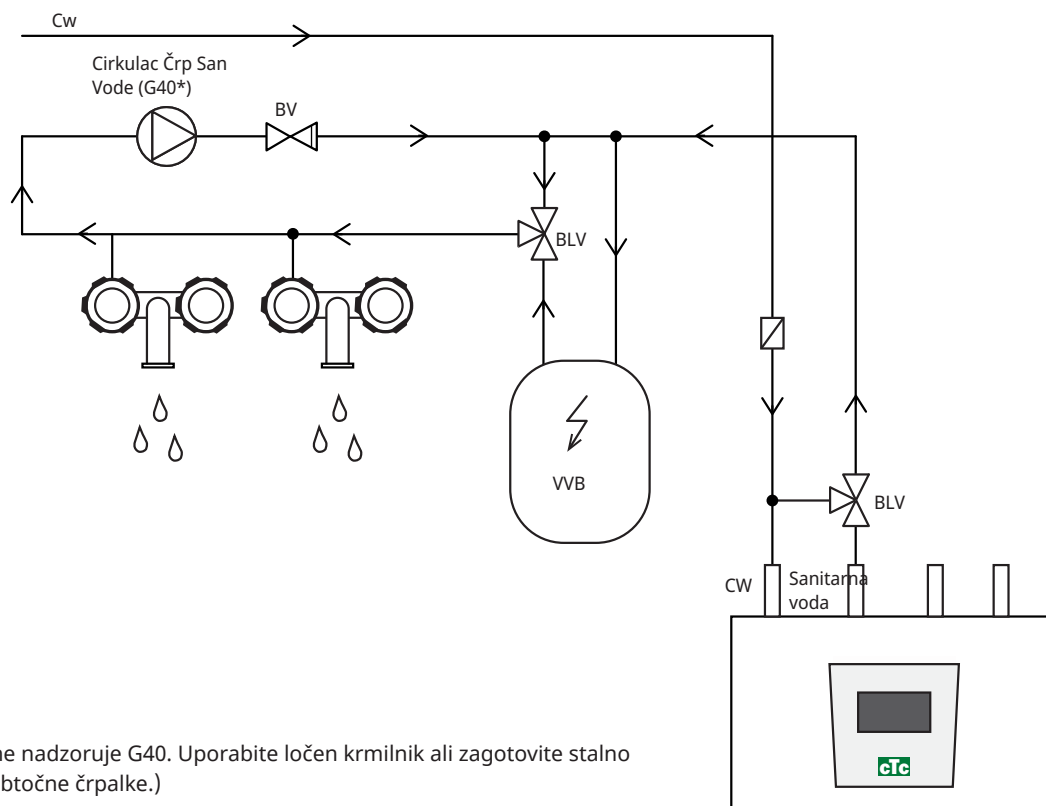 Cw
Cirkulac Črp San
Vode (G40*)
BV
BLV
VVB
BLV
CW
Sanitarna
voda
ne nadzoruje G40. Uporabite ločen krmilnik ali zagotovite stalno
btočne črpalke.)
cTc